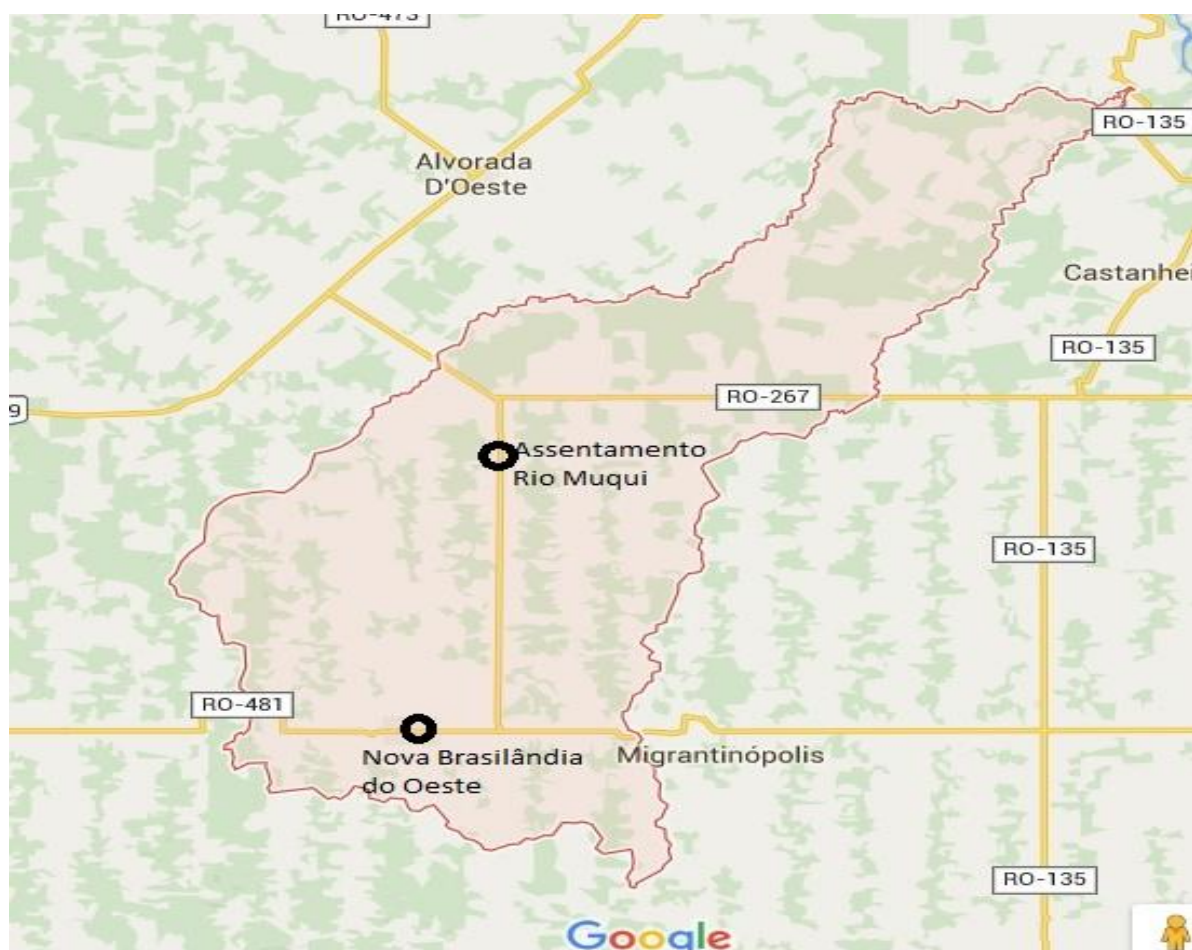 RO-473
RO-135
Alvorada
D'Oeste
Castanhei
RO-135
RO-267
9
Assentamento
Rio Muqui
RO-135
RO-481
Nova Brasilândia
do Oeste
Migrantinópolis
RO-135
Google